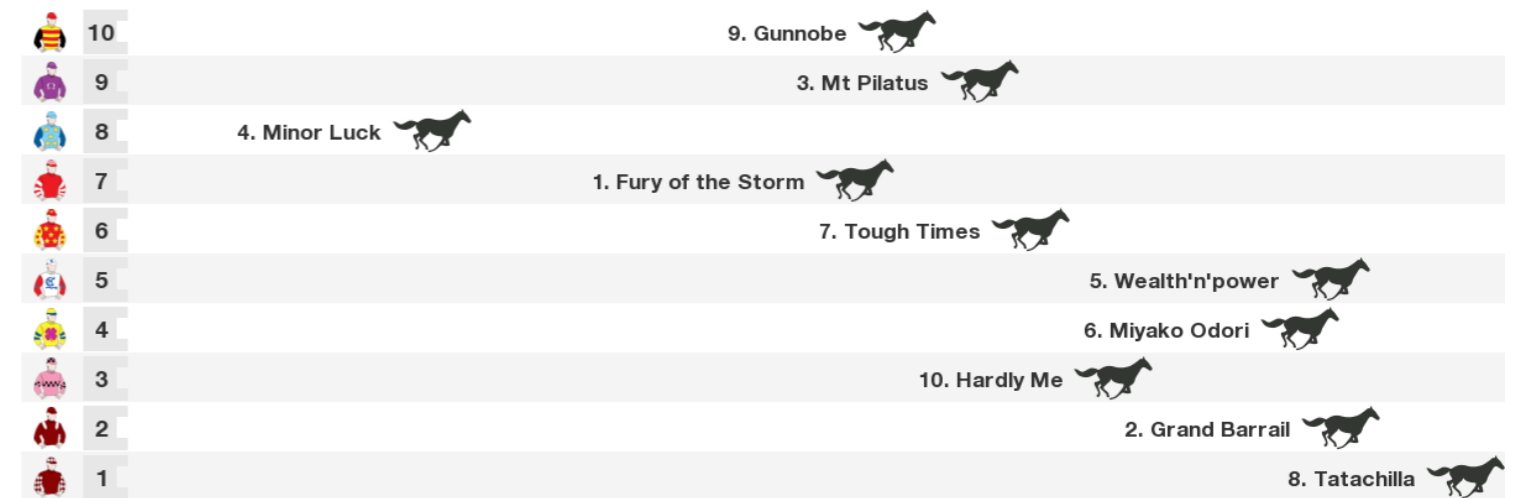 10 9. Gunnobe
9 3. Mt Pilatus
8 4. Minor Luck
7 1. Fury of the Storm
6 7. Tough Times
5 5. Wealth'n'power
4 6. Miyako Odori
3 10. Hardly Me
2 2. Grand Barrail
1 8. Tatachilla